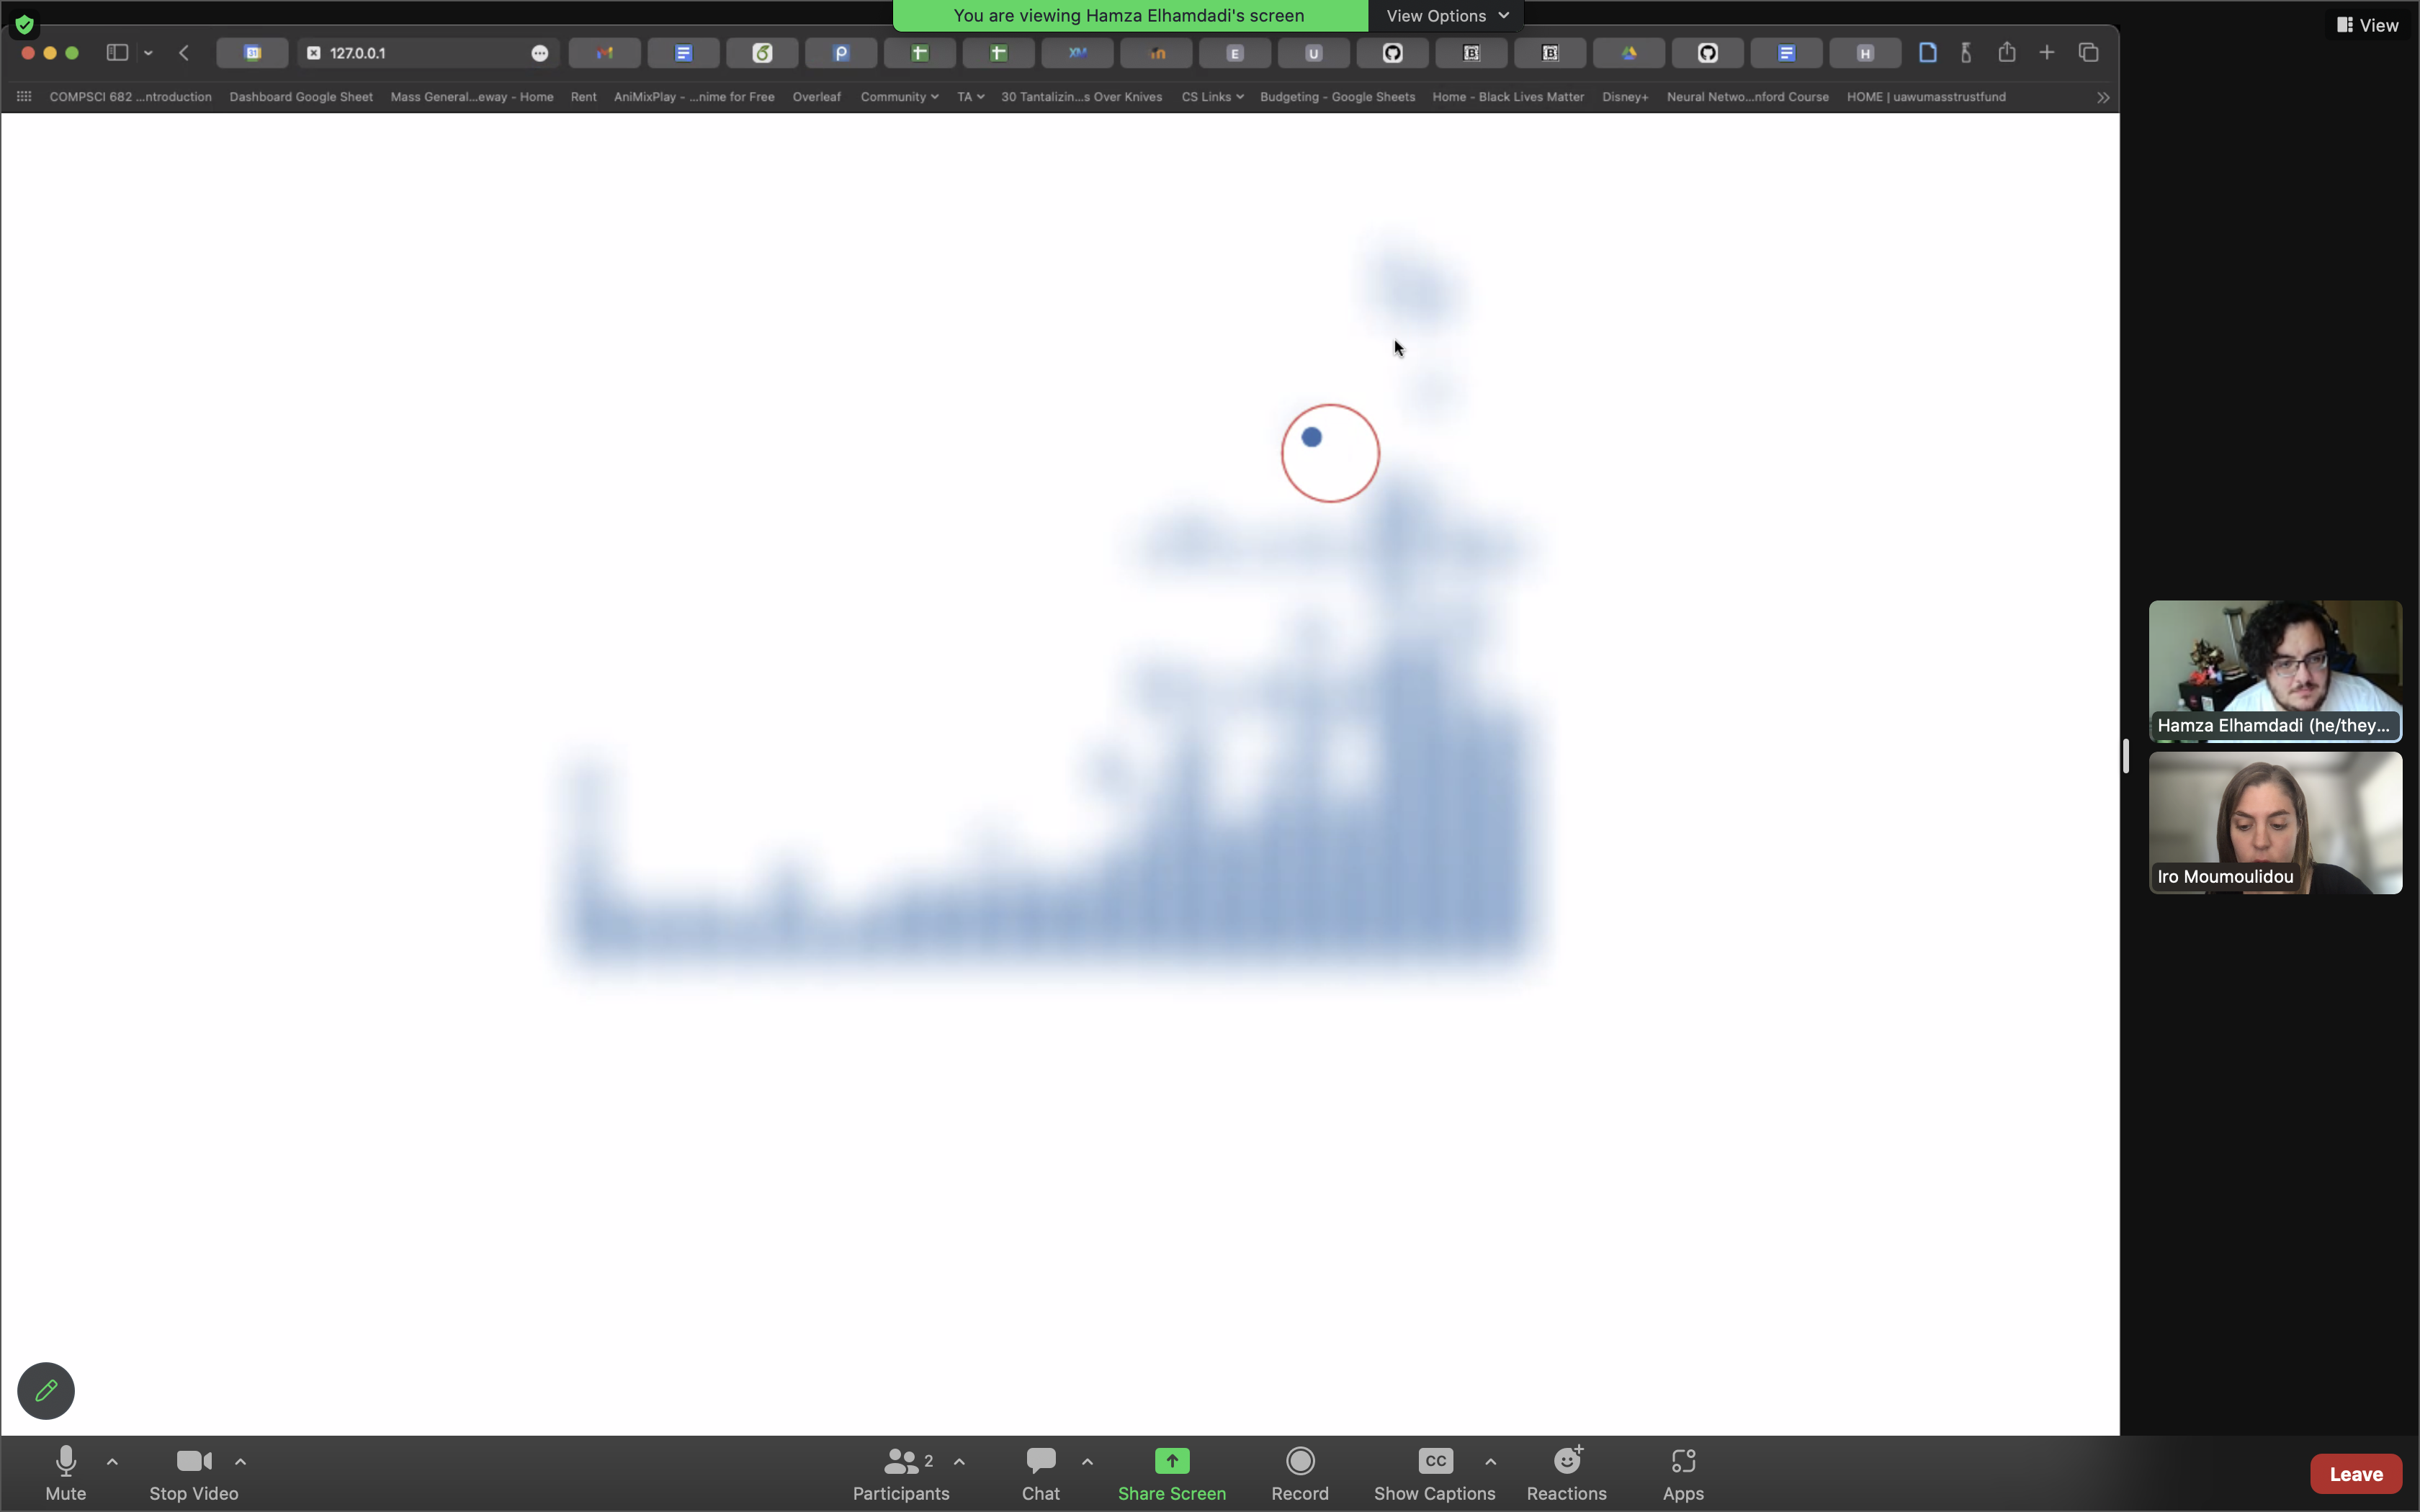 You are viewing Hamza Elhamdadi's screen View Options
View
31 127.0.0.1 P XM E U B B H
COMPSCI 682 ...ntroduction Dashboard Google Sheet Mass General...eway - Home Rent AniMixPlay - ...nime for Free Overleaf Community TA 30 Tantalizin...s Over Knives CS Links Budgeting - Google Sheets Home - Black Lives Matter Disney+ Neural Netwo...nford Course HOME | uawumasstrustfund
Hamza Elhamdadi (he/they...
Iro Moumoulidou
Mute Stop Video Participants 2 Chat Share Screen Record CC Show Captions Reactions Apps Leave